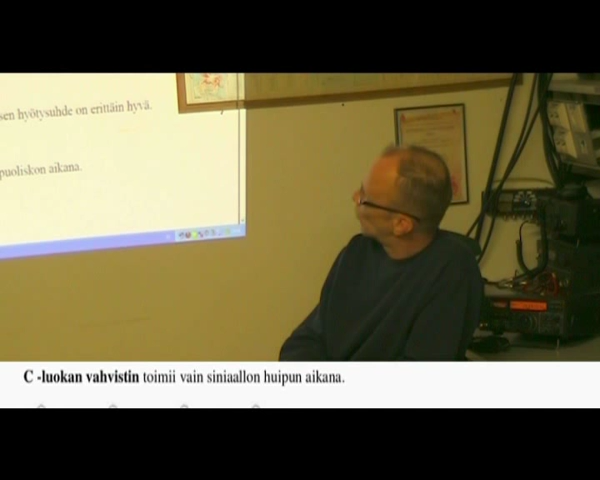 sen hyötysuhde on erittäin hyvä.
puoliskon aikana.
C -luokan vahvistin toimii vain siniaallon huipun aikana.